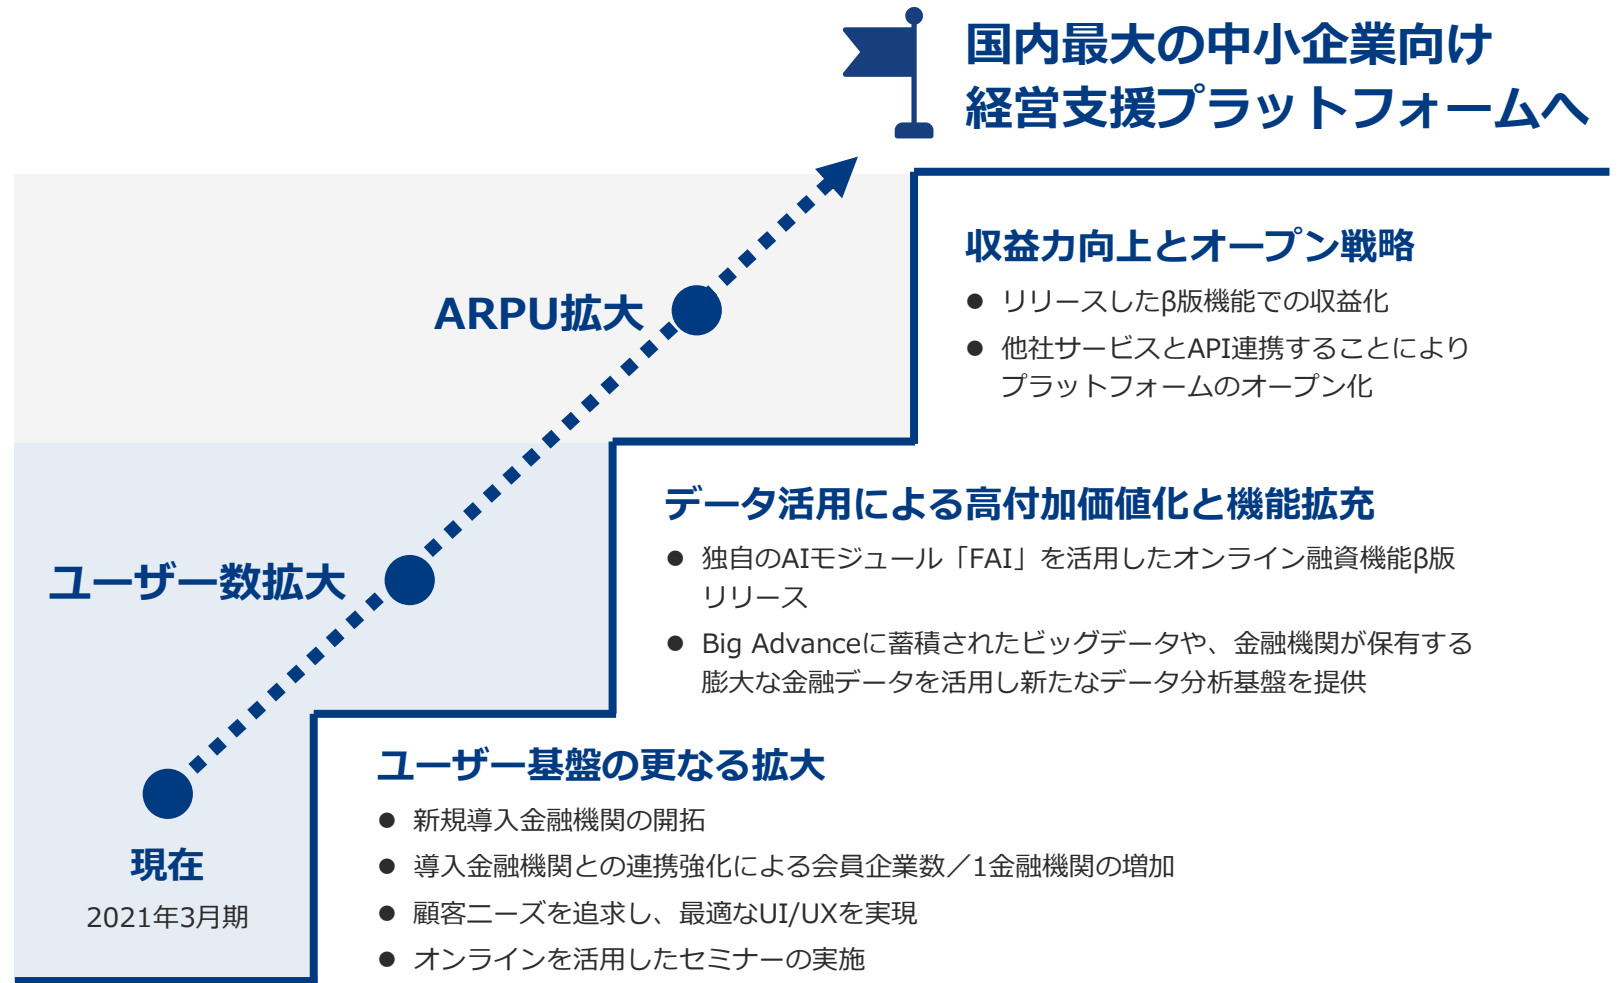 国内最大の中小企業向け
経営支援プラットフォームへ
収益力向上とオープン戦略
● リリースしたβ版機能での収益化
● 他社サービスとAPI連携することにより
プラットフォームのオープン化
ARPU拡大
データ活用による高付加価値化と機能拡充
● 独自のAIモジュール「FAI」を活用したオンライン融資機能β版
リリース
● Big Advanceに蓄積されたビッグデータや、金融機関が保有する
膨大な金融データを活用し新たなデータ分析基盤を提供
ユーザー数拡大
ユーザー基盤の更なる拡大
● 新規導入金融機関の開拓
● 導入金融機関との連携強化による会員企業数／1金融機関の増加
● 顧客ニーズを追求し、最適なUI/UXを実現
● オンラインを活用したセミナーの実施
現在
2021年3月期